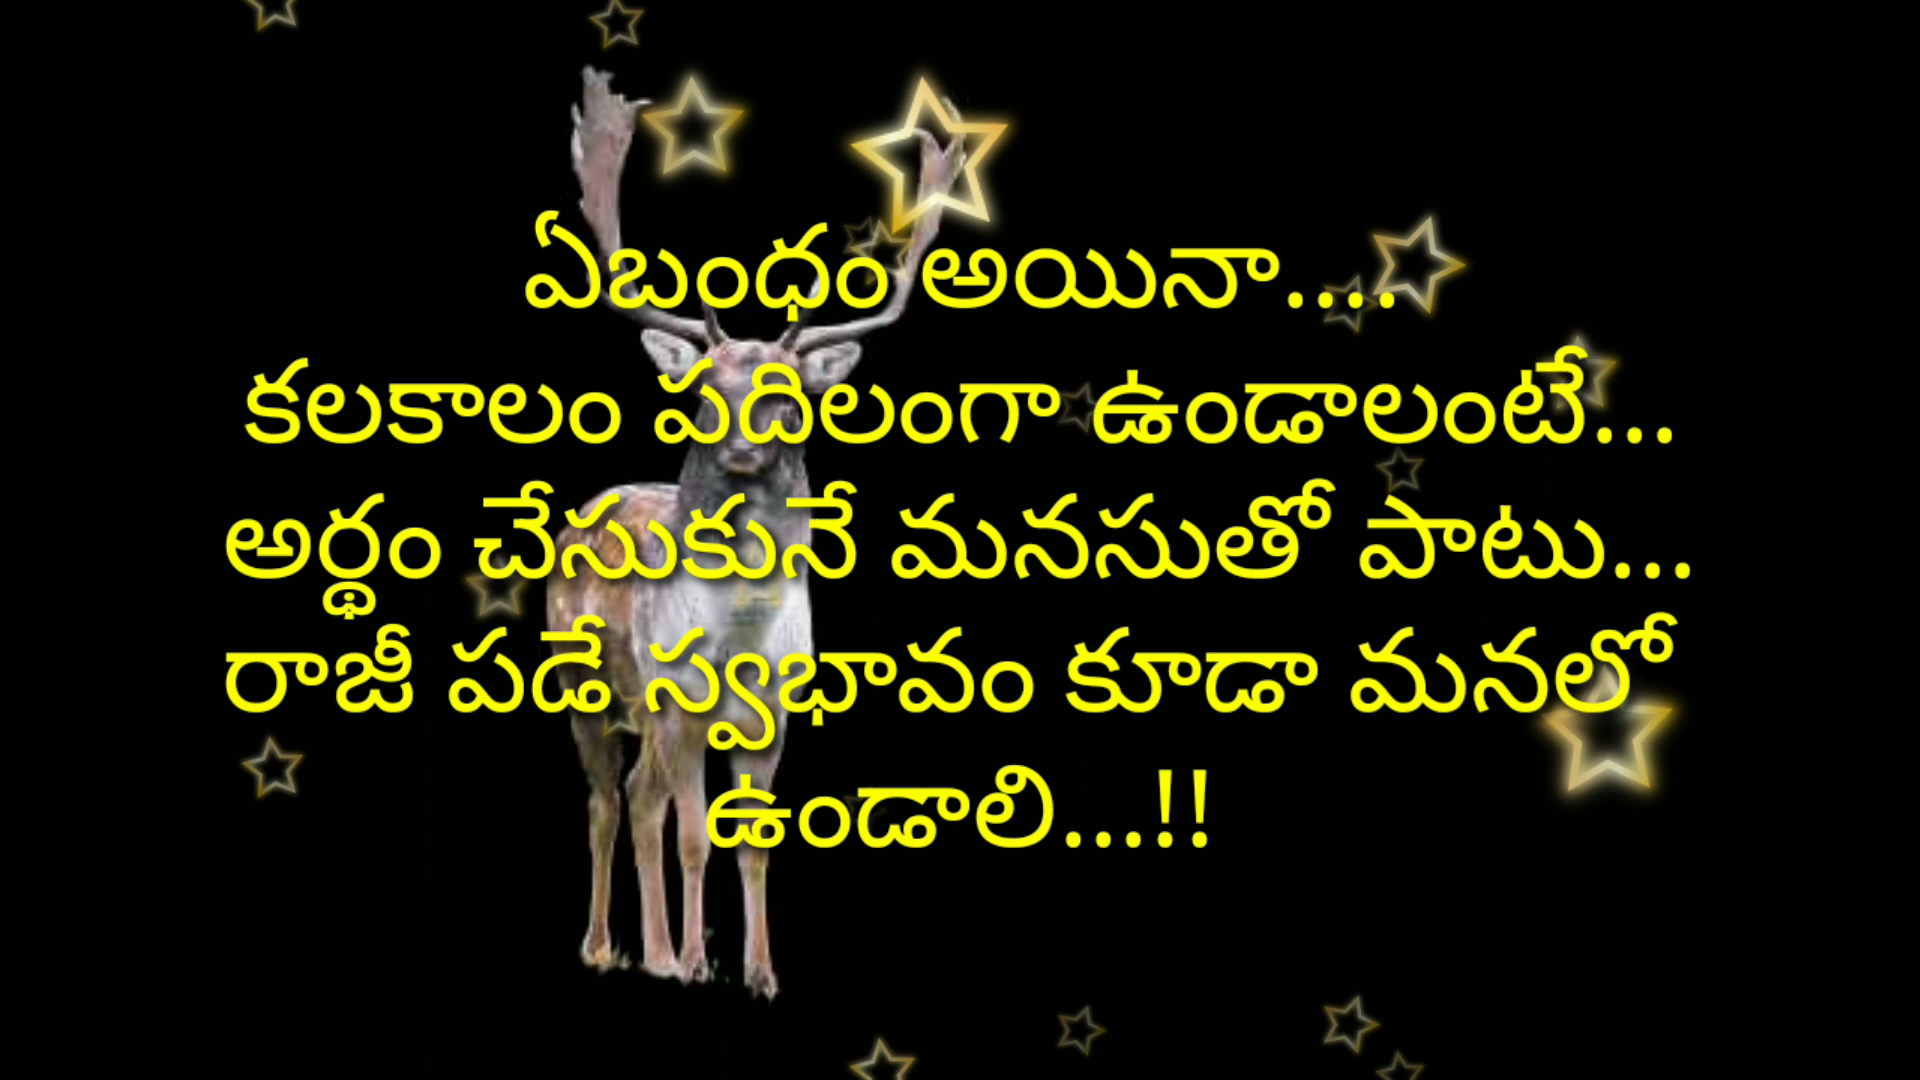 ఏబంధం అయినా....
కలకాలం పదిలంగా ఉండాలంటే...
అర్థం చేసుకునే మనసుతో పాటు...
రాజీ పడే స్వభావం కూడా మనలో
ఉండాలి...!!